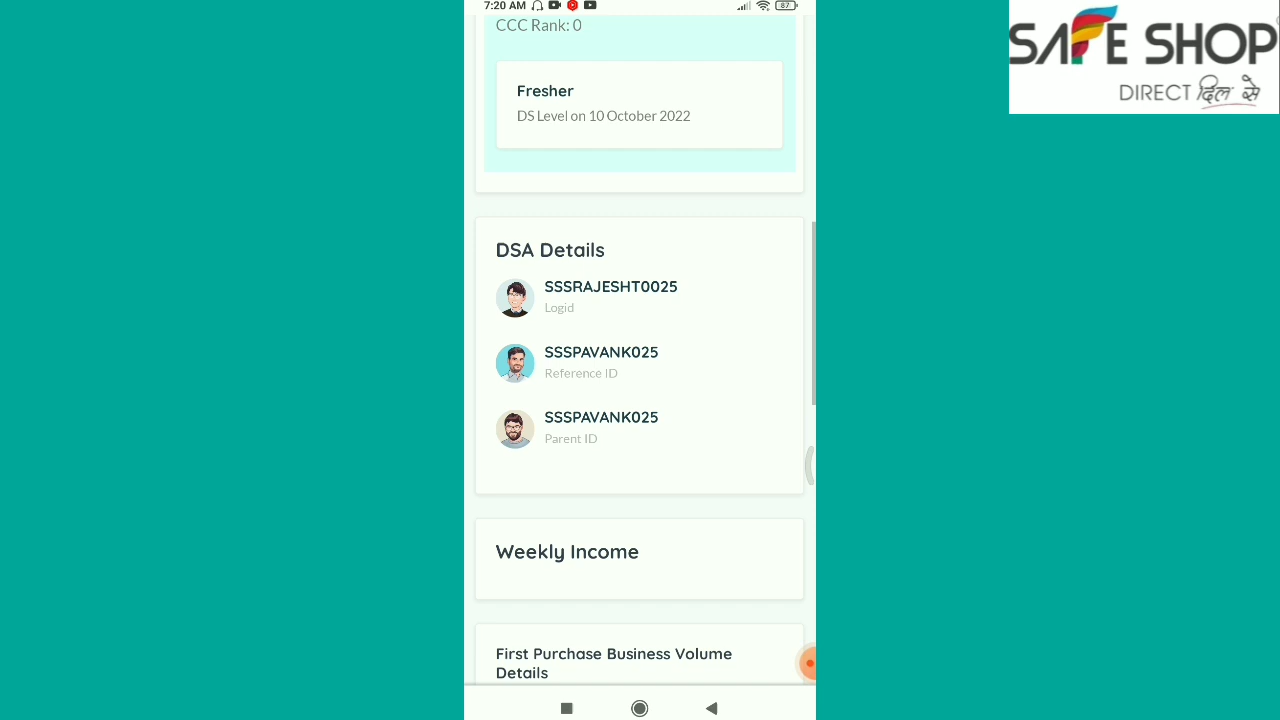 7:20 AM
87
CCC Rank: 0
Fresher
DS Level on 10 October 2022
DSA Details
SSSRAJESHT0025
Logid
SSSPAVANK025
Reference ID
SSSPAVANK025
Parent ID
Weekly Income
First Purchase Business Volume
Details
SAFE SHOP
DIRECT दिल से